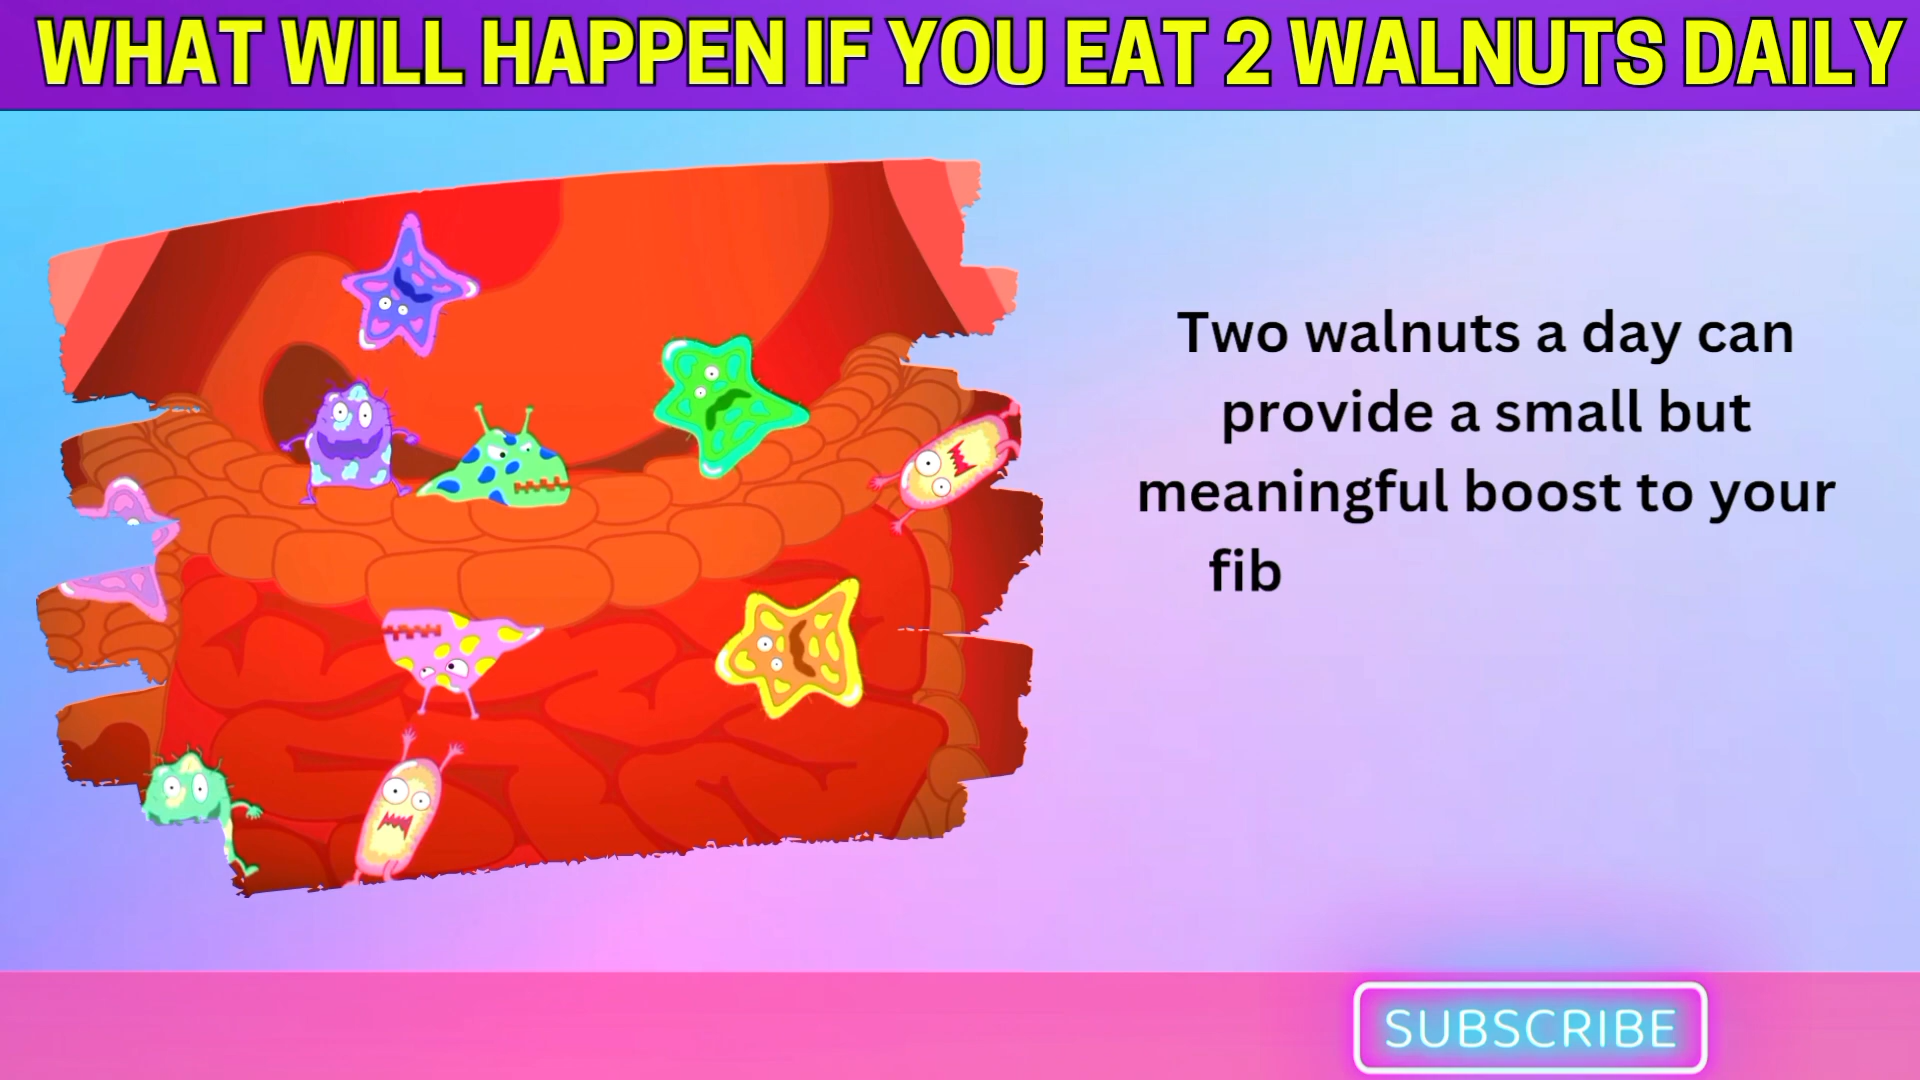 WHAT WILL HAPPEN IF YOU EAT 2 WALNUTS DAILY
Two walnuts a day can
provide a small but
meaningful boost to your
fib
SUBSCRIBE